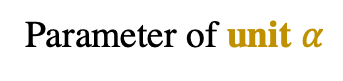 Parameter of unit α